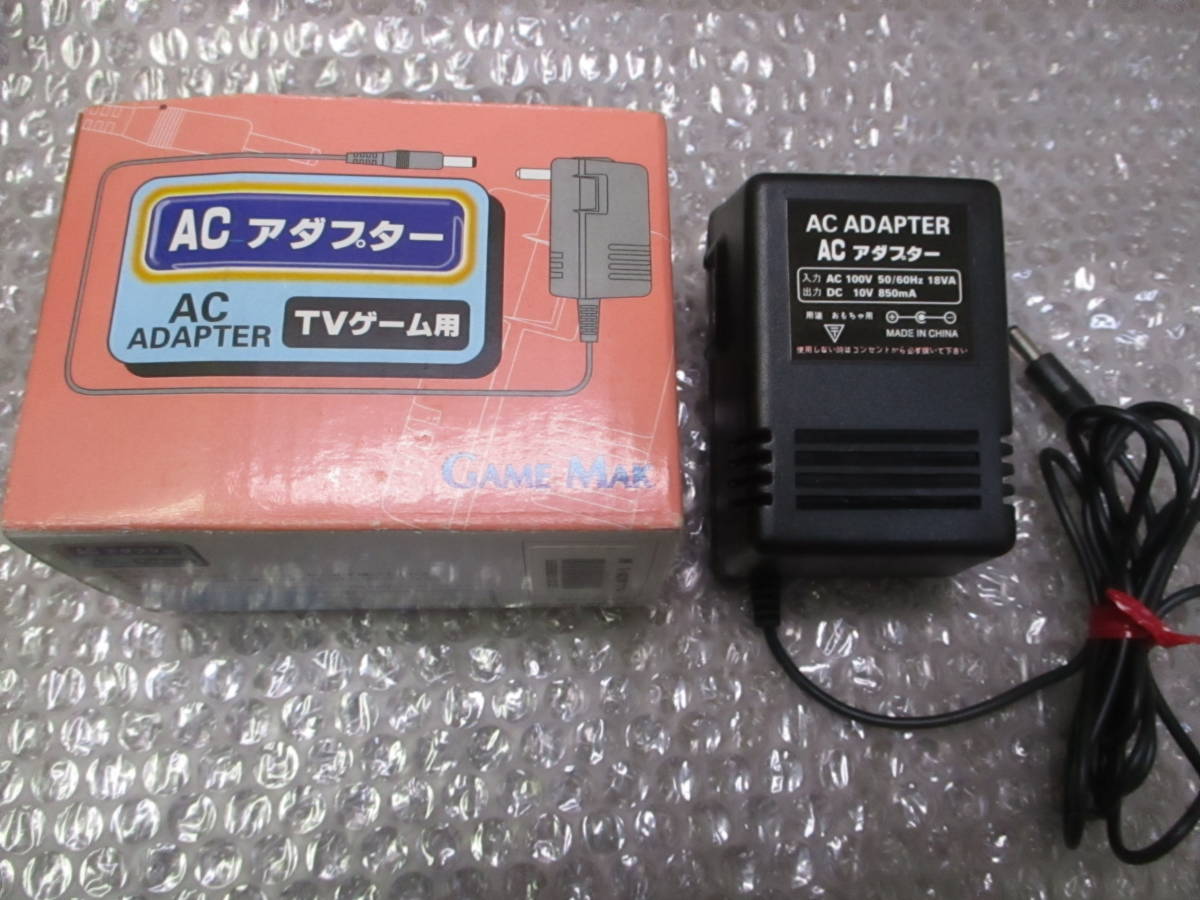 AC アダプター
AC
ADAPTER
TVゲーム用
GAME MAK
AC ADAPTER
AC アダプター
入力 AC 100V 50/60Hz 18VA
出力 DC 10V 850mA
用途 おもちゃ用
MADE IN CHINA
使用しない時はコンセントから必ず抜いて下さい